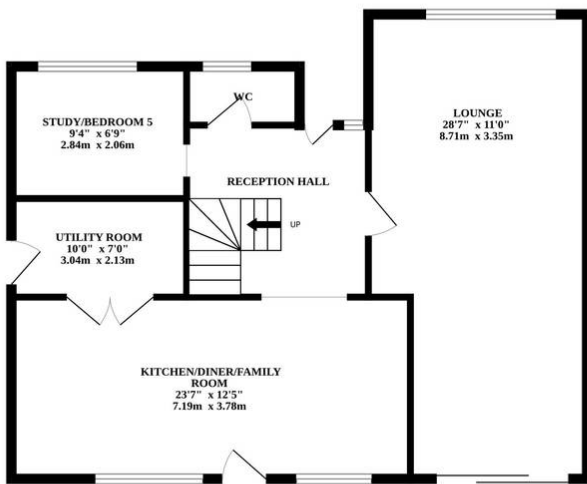 WC
STUDY/BEDROOM 5
9'4" x 6'9"
2.84m x 2.06m
LOUNGE
28'7" x 11'0"
8.71m x 3.35m
RECEPTION HALL
UP
UTILITY ROOM
10'0" x 7'0"
3.04m x 2.13m
KITCHEN/DINER/FAMILY
ROOM
23'7" x 12'5"
7.19m x 3.78m